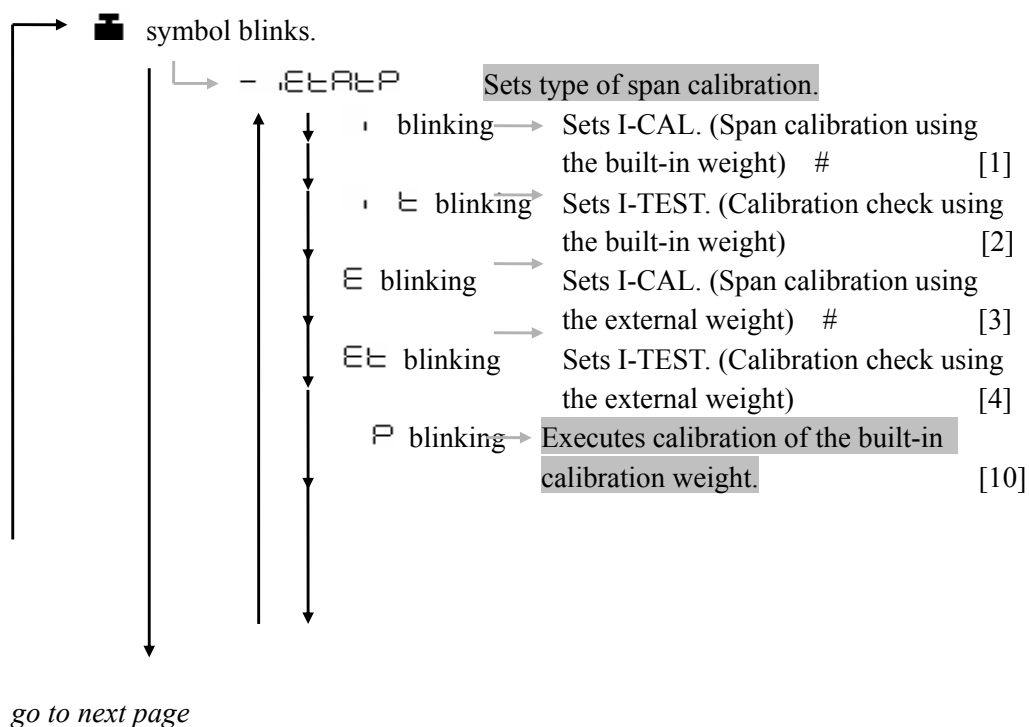 symbol blinks.
- iEtAtP Sets type of span calibration.
i blinking Sets I-CAL. (Span calibration using
the built-in weight) # [1]
i t blinking Sets I-TEST. (Calibration check using
the built-in weight) [2]
E blinking Sets I-CAL. (Span calibration using
the external weight) # [3]
Et blinking Sets I-TEST. (Calibration check using
the external weight) [4]
P blinking Executes calibration of the built-in
calibration weight. [10]
go to next page